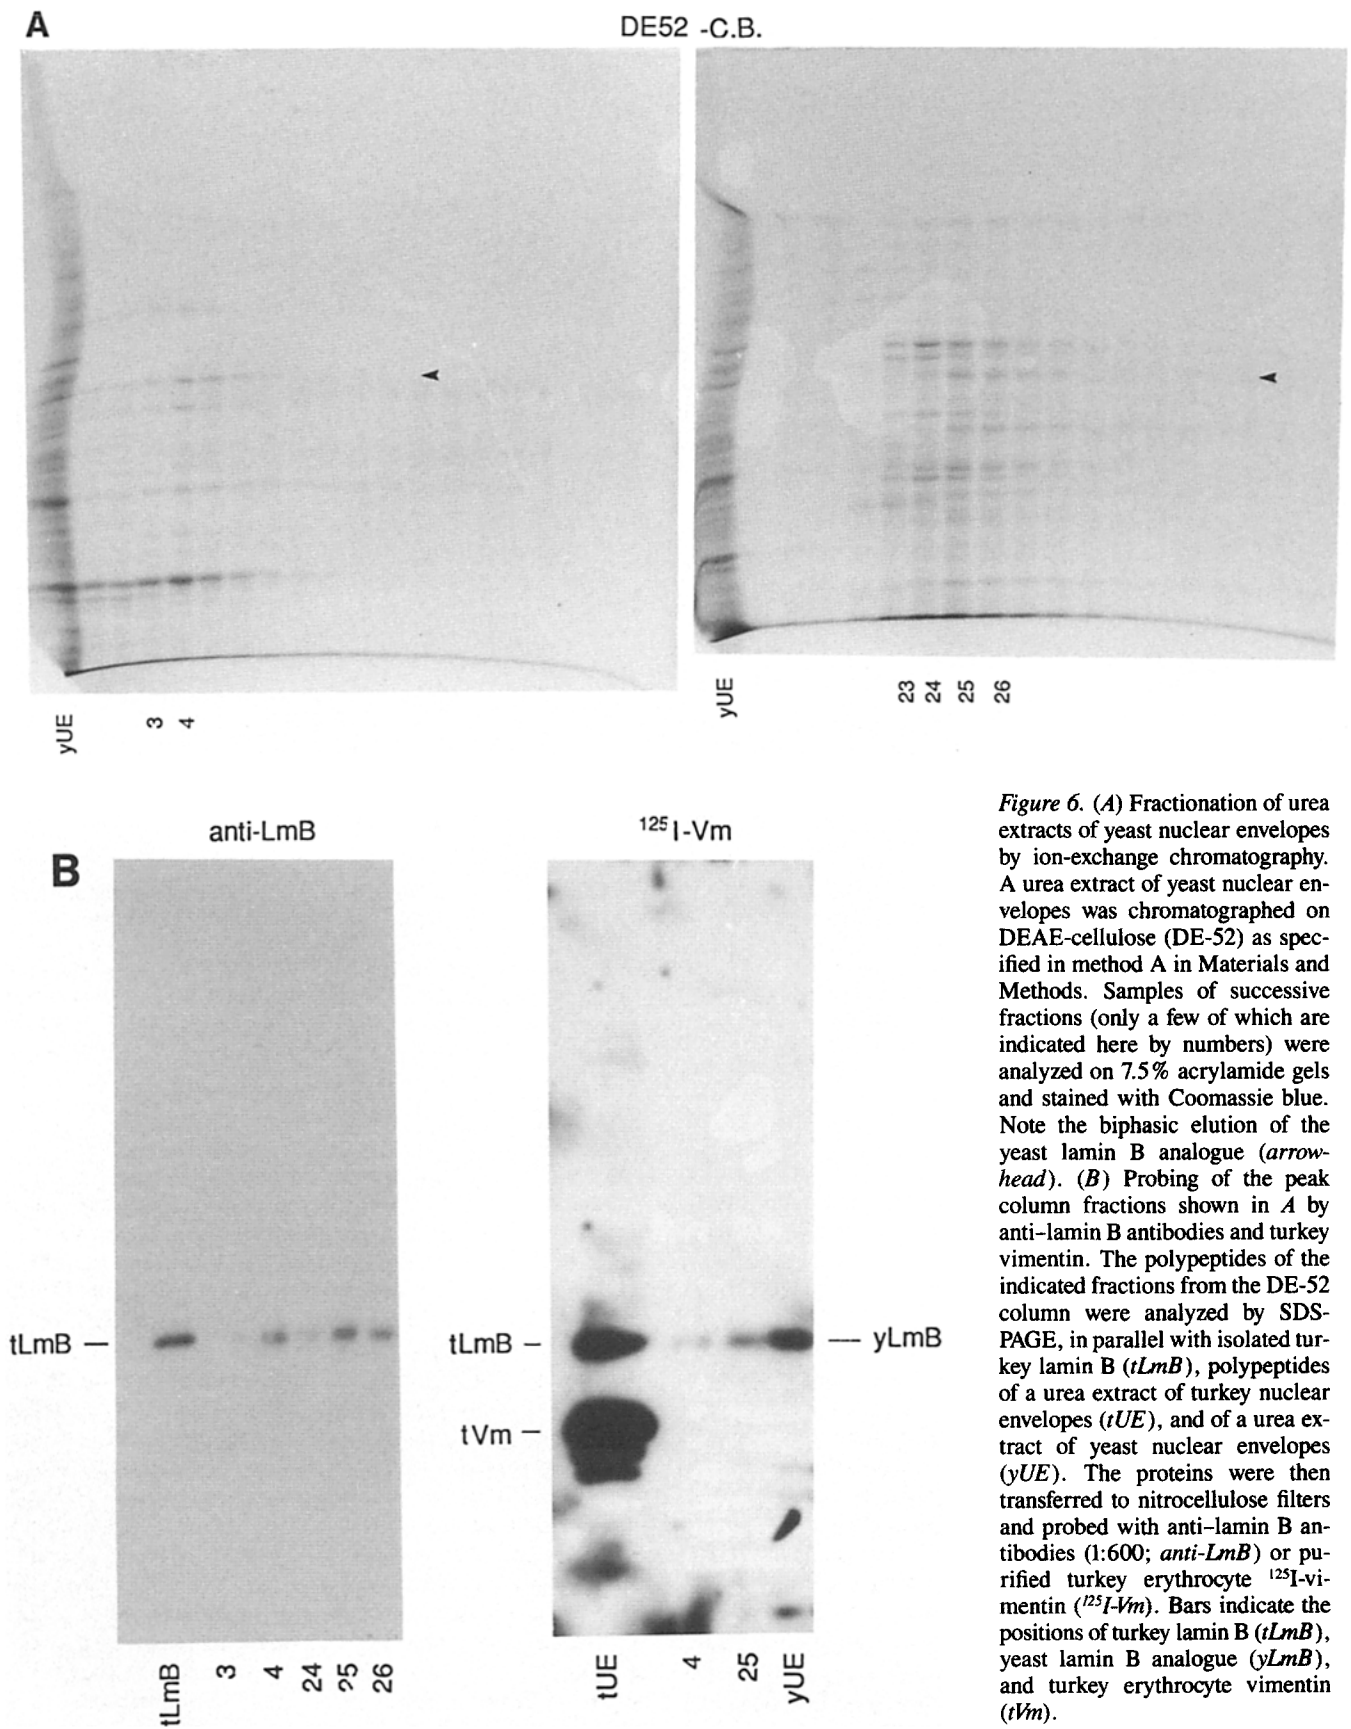 A
DE52 -C.B.
yUE
3
4
yUE
23
24
25
26
B
anti-LmB
tLmB
tLmB
3
4
24
25
26
¹²⁵I-Vm
tLmB
tVm
yLmB
tUE
4
25
yUE
Figure 6. (A) Fractionation of urea
extracts of yeast nuclear envelopes
by ion-exchange chromatography.
A urea extract of yeast nuclear en-
velopes was chromatographed on
DEAE-cellulose (DE-52) as spec-
ified in method A in Materials and
Methods. Samples of successive
fractions (only a few of which are
indicated here by numbers) were
analyzed on 7.5% acrylamide gels
and stained with Coomassie blue.
Note the biphasic elution of the
yeast lamin B analogue (arrow-
head). (B) Probing of the peak
column fractions shown in A by
anti-lamin B antibodies and turkey
vimentin. The polypeptides of the
indicated fractions from the DE-52
column were analyzed by SDS-
PAGE, in parallel with isolated tur-
key lamin B (tLmB), polypeptides
of a urea extract of turkey nuclear
envelopes (tUE), and of a urea ex-
tract of yeast nuclear envelopes
(yUE). The proteins were then
transferred to nitrocellulose filters
and probed with anti-lamin B an-
tibodies (1:600; anti-LmB) or pu-
rified turkey erythrocyte ¹²⁵I-vi-
mentin (¹²⁵I-Vm). Bars indicate the
positions of turkey lamin B (tLmB),
yeast lamin B analogue (yLmB),
and turkey erythrocyte vimentin
(tVm).